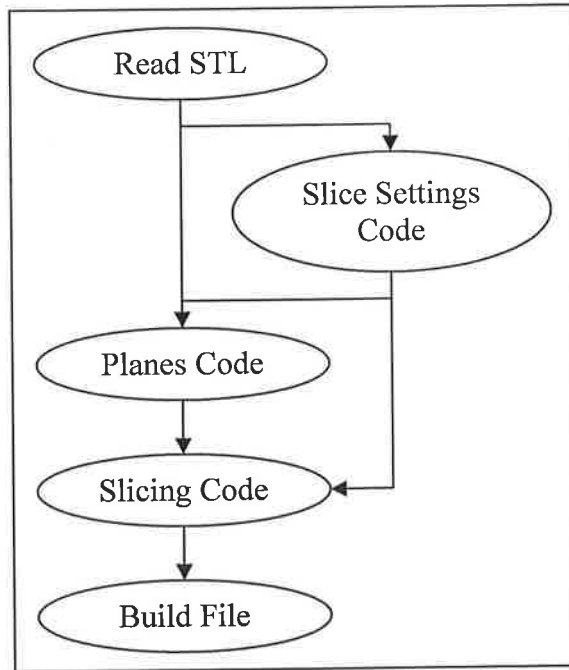 Read STL
Slice Settings
Code
Planes Code
Slicing Code
Build File